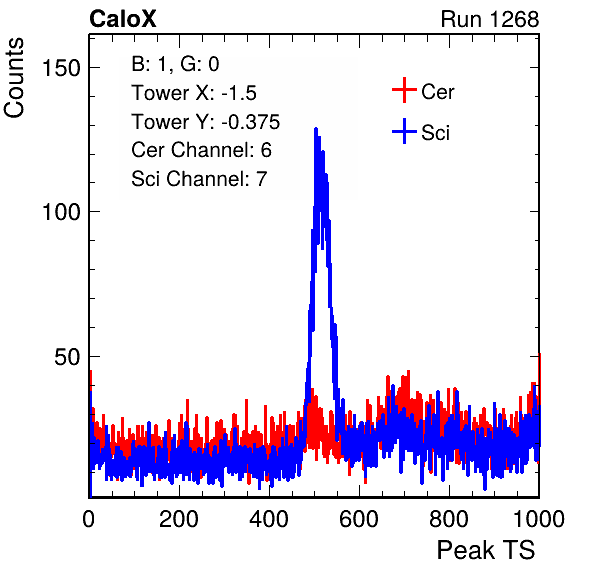 CaloX
Run 1268
Counts
B: 1, G: 0
Tower X: -1.5
Tower Y: -0.375
Cer Channel: 6
Sci Channel: 7
Cer
Sci
150
100
50
0 200 400 600 800 1000
Peak TS